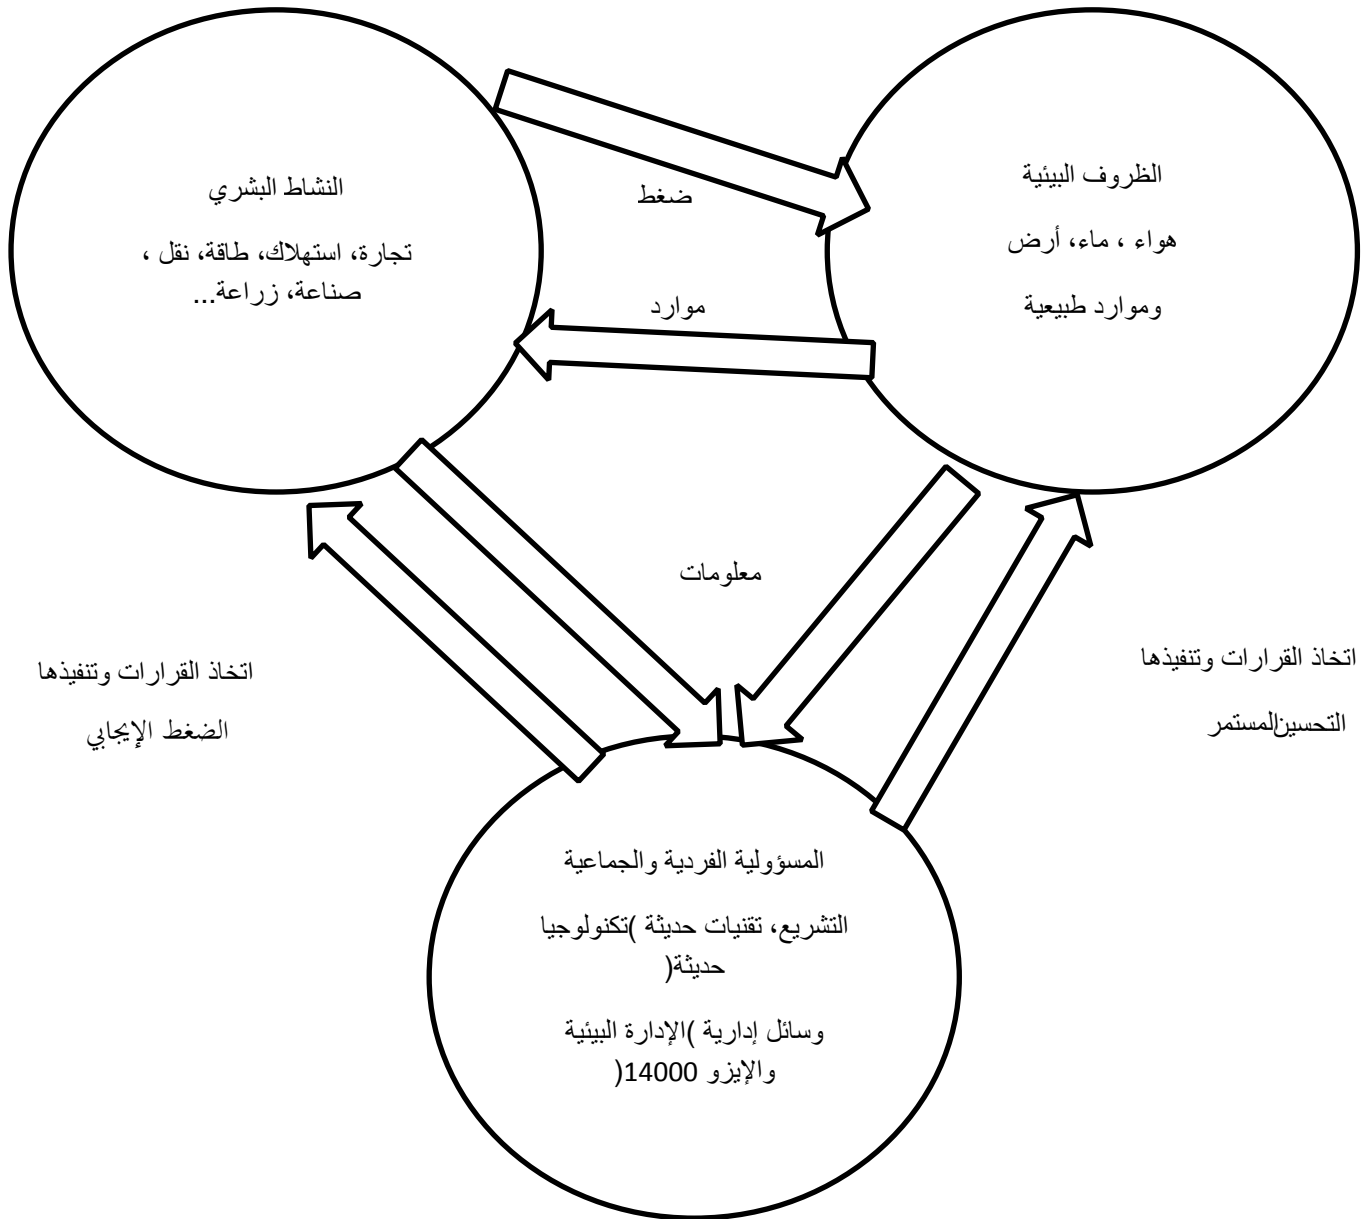 النشاط البشري
تجارة، استهلاك، طاقة، نقل ،
صناعة، زراعة...
الظروف البيئية
هواء ، ماء، أرض
وموارد طبيعية
ضغط
موارد
معلومات
اتخاذ القرارات وتنفيذها
التحسين المستمر
اتخاذ القرارات وتنفيذها
الضغط الإيجابي
المسؤولية الفردية والجماعية
التشريع، تقنيات حديثة )تكنولوجيا
حديثة(
وسائل إدارية )الإدارة البيئية
والإيزو 14000(